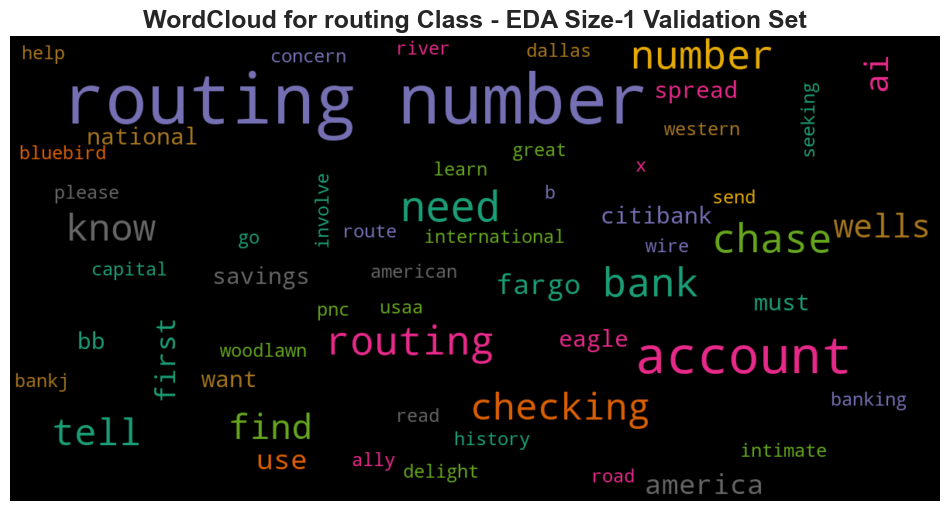 WordCloud for routing Class - EDA Size-1 Validation Set
help
concern
river
dallas
number
ai
routing number
spread
seeking
national
western
bluebird
great
learn
x
please
involve
b
send
need
citibank
know
go
route
international
wire
chase
wells
capital
savings
american
fargo
bank
must
pnc
usaa
bb
first
woodlawn
routing
eagle
account
bankj
want
checking
banking
tell
find
read
history
use
ally
delight
road
america
intimate